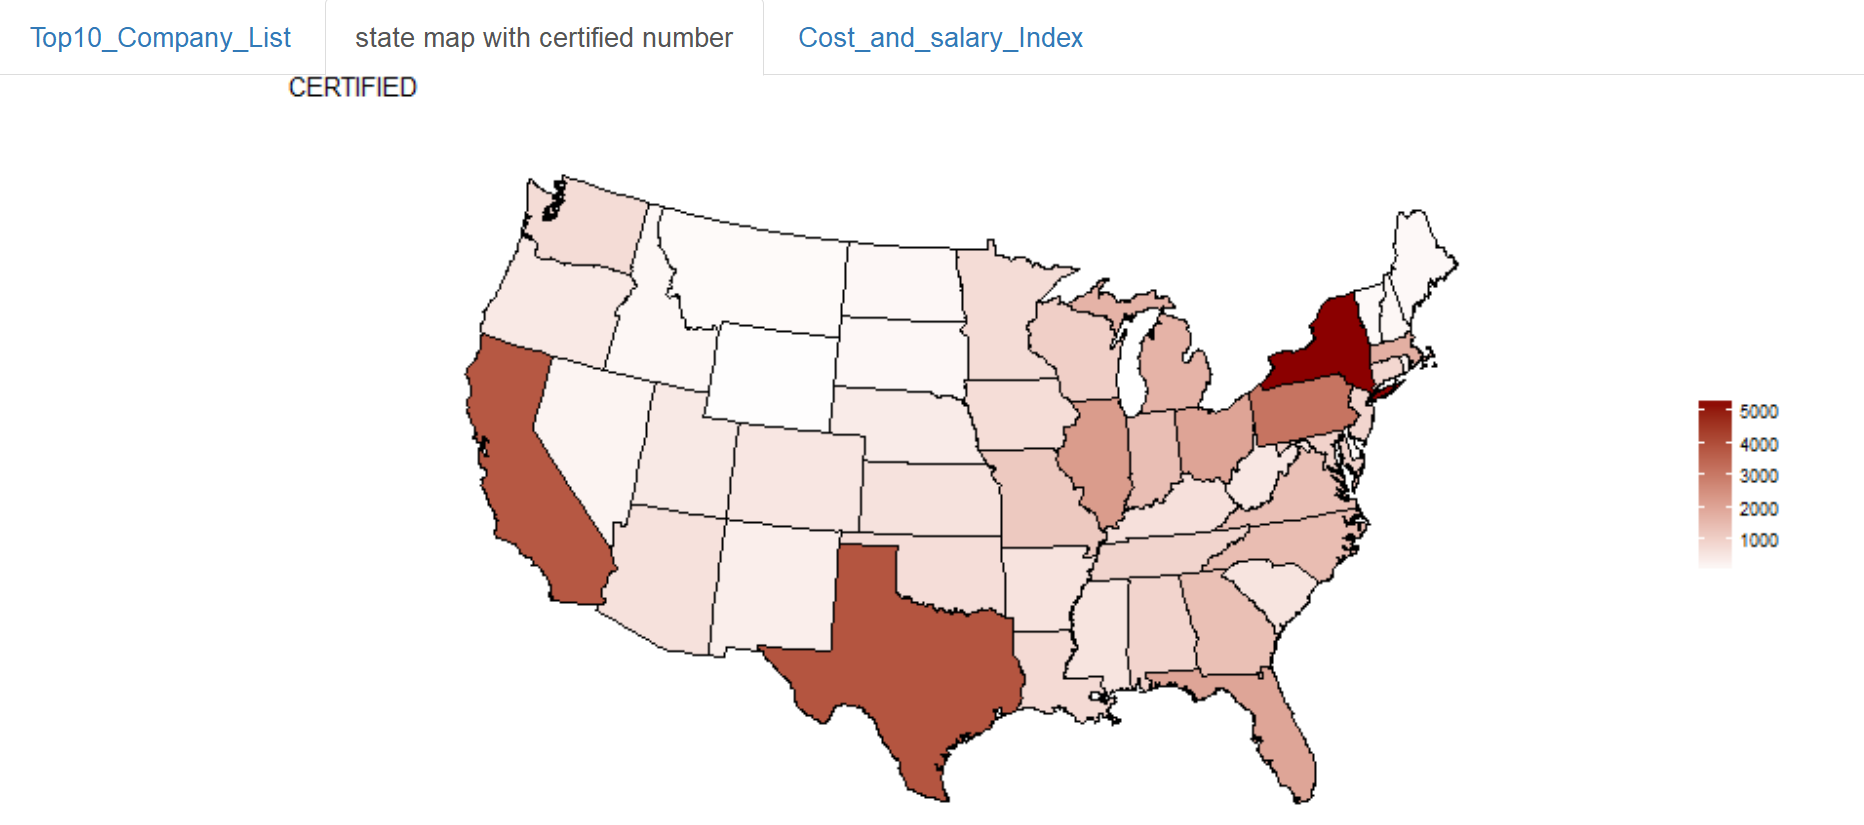 Top10_Company_List
state map with certified number
Cost_and_salary_Index
CERTIFIED
5000
4000
3000
2000
1000